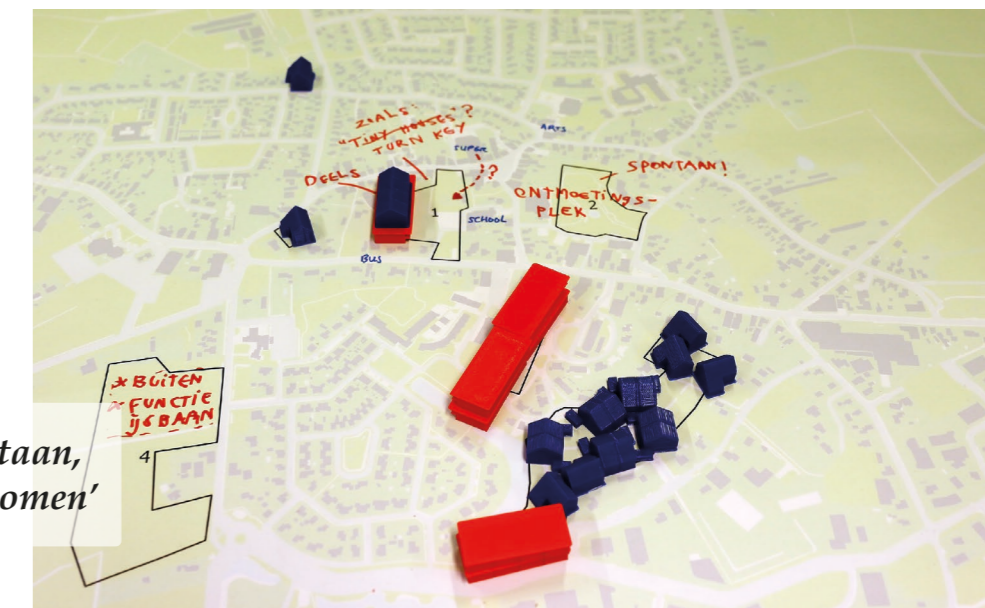 ZOALS
"TINY HOUSES"?
TURN KEY
ARTS
SUPER
?
DEELS
SPONTAAN!
ONTMOETINGS-
PLEK
2
1
SCHOOL
BUS
* BUITEN
* FUNCTIE
IJSBAAN
4
taan,
omen'